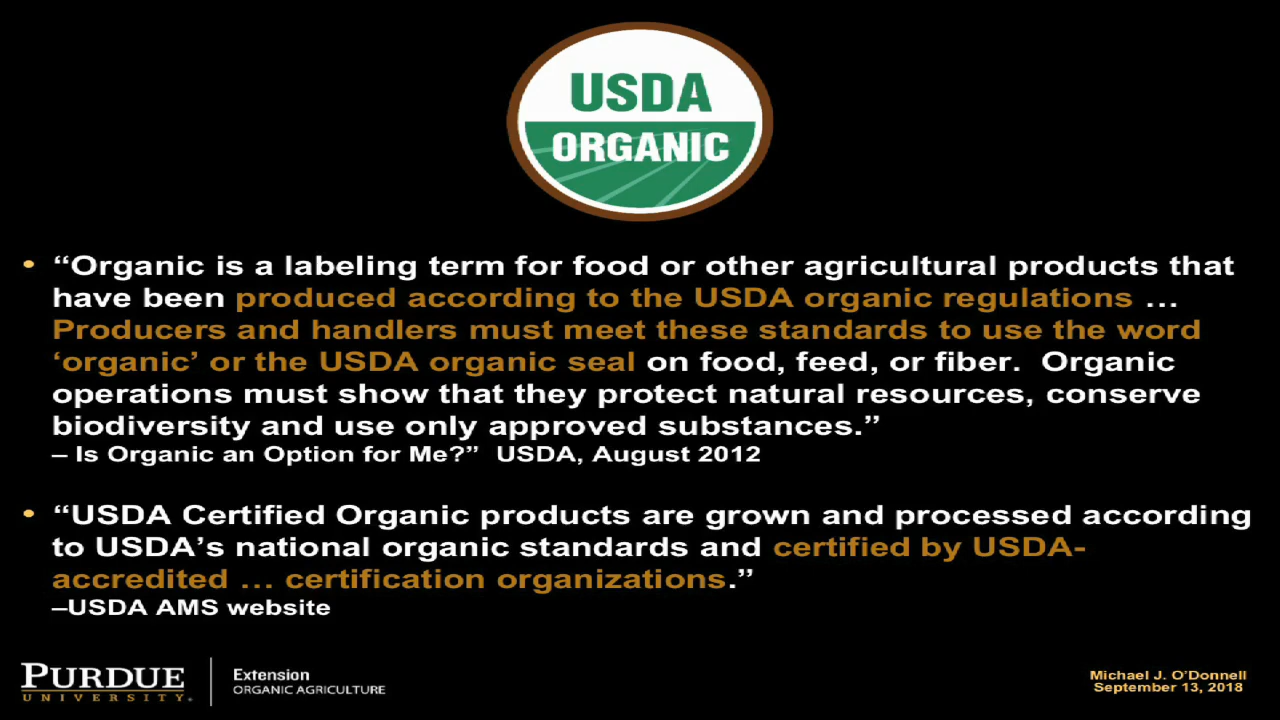 USDA
ORGANIC
• “Organic is a labeling term for food or other agricultural products that
have been produced according to the USDA organic regulations …
Producers and handlers must meet these standards to use the word
‘organic’ or the USDA organic seal on food, feed, or fiber.  Organic
operations must show that they protect natural resources, conserve
biodiversity and use only approved substances.”
– Is Organic an Option for Me?”  USDA, August 2012
• “USDA Certified Organic products are grown and processed according
to USDA’s national organic standards and certified by USDA-
accredited … certification organizations.”
–USDA AMS website
PURDUE
UNIVERSITY.
Extension
ORGANIC AGRICULTURE
Michael J. O’Donnell
September 13, 2018